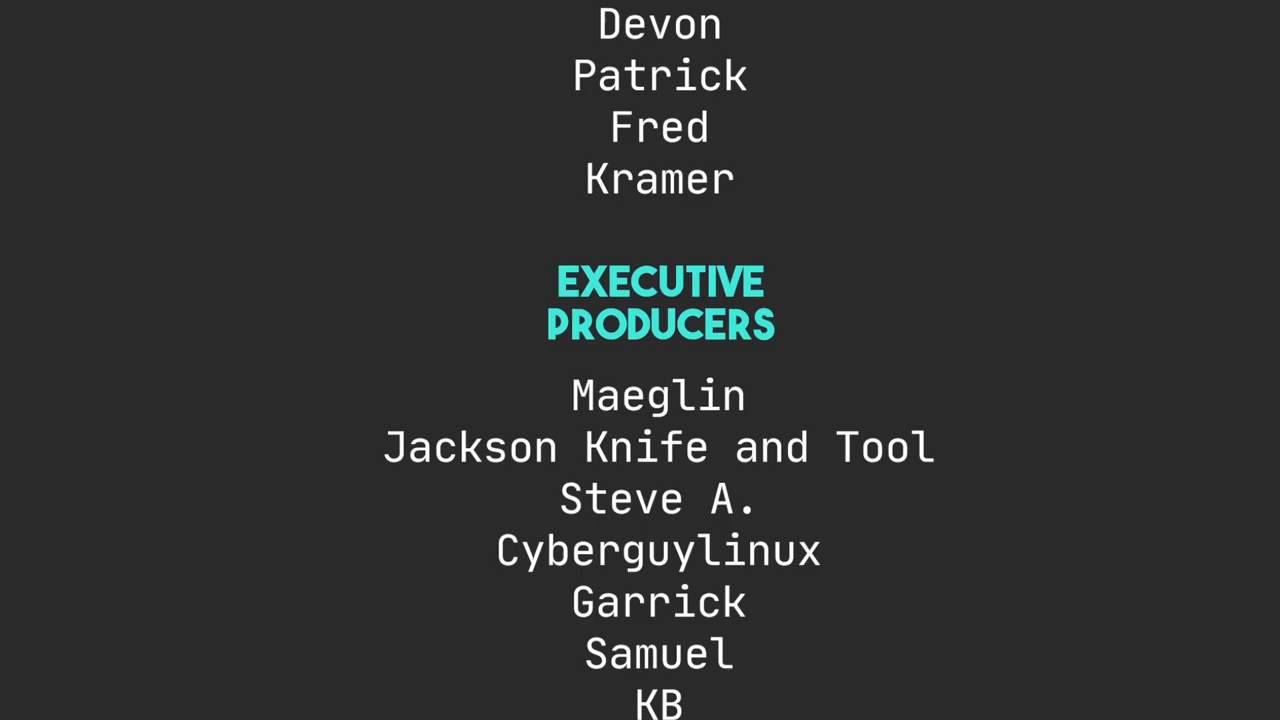 Devon
Patrick
Fred
Kramer
EXECUTIVE
PRODUCERS
Maeglin
Jackson Knife and Tool
Steve A.
Cyberguylinux
Garrick
Samuel
KB